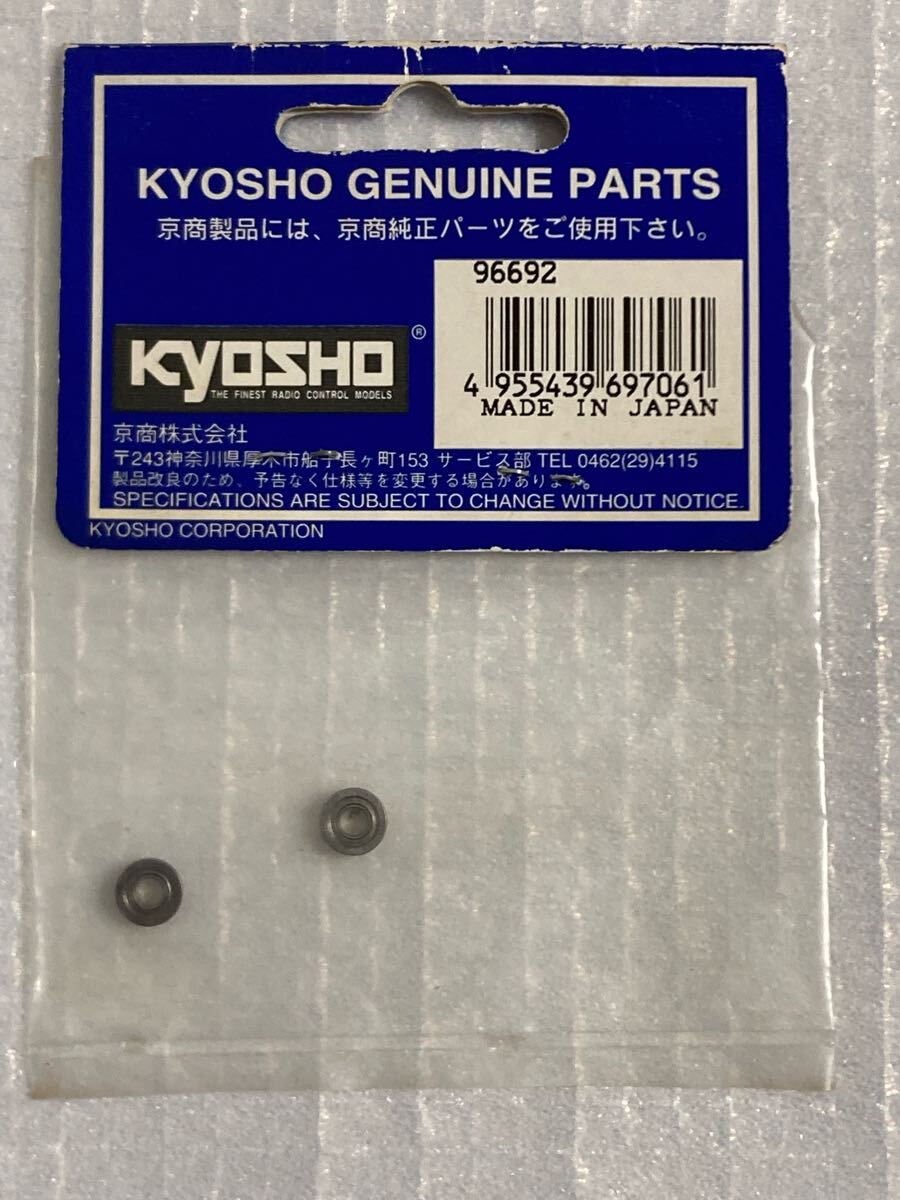 KYOSHO GENUINE PARTS
京商製品には、京商純正パーツをご使用下さい。
96692
4 955439 697061
MADE IN JAPAN
KYOSHO ®
THE FINEST RADIO CONTROL MODELS
京商株式会社
〒243神奈川県厚木市船子長ヶ町153 サービス部 TEL 0462(29)4115
製品改良のため、予告なく仕様等を変更する場合があります。
SPECIFICATIONS ARE SUBJECT TO CHANGE WITHOUT NOTICE.
KYOSHO CORPORATION